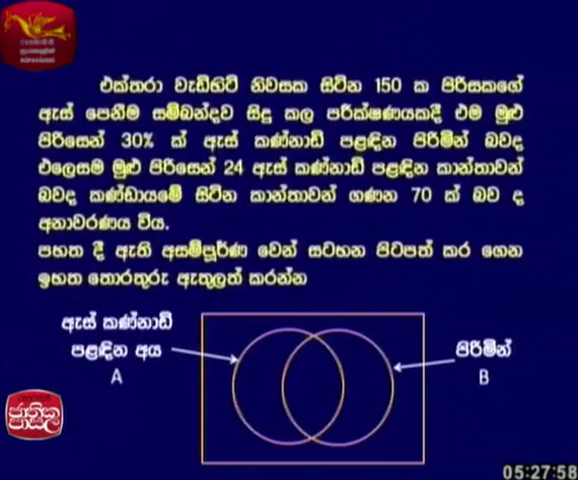 එක්තරා වැඩිහිටි නිවසක සිටින 150 ක පිරිසකගේ
ඇස් පෙනීම සම්බන්දව සිදු කල පරීක්ෂණයකදී එම මුළු
පිරිසෙන් 30% ක් ඇස් කණ්නාඩි පළඳින පිරිමින් බවද
එලෙසම මුළු පිරිසෙන් 24 ඇස් කණ්නාඩි පළඳින කාන්තාවන්
බවද කණ්ඩායමේ සිටින කාන්තාවන් ගණන 70 ක් බව ද
අනාවරණය විය.
පහත දී ඇති අසම්පූර්ණ වෙන් සටහන පිටපත් කර ගෙන
ඉහත තොරතුරු ඇතුලත් කරන්න
ඇස් කණ්නාඩි
පළඳින අය
A
පිරිමින්
B
ජාතික
පාසල
05:27:58